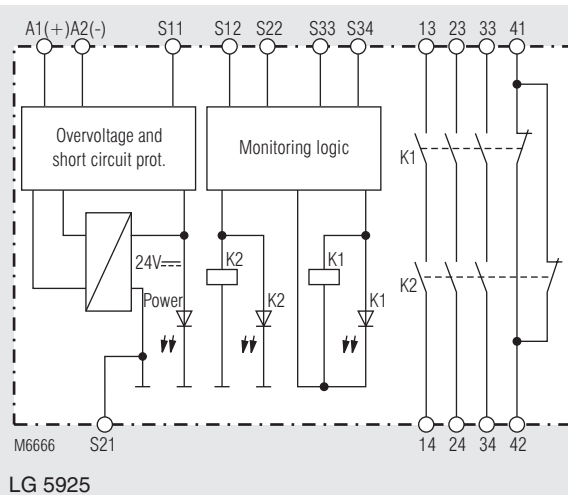 A1(+) A2(-) S11 S12 S22 S33 S34 13 23 33 41
Overvoltage and
short circuit prot.
Monitoring logic
K1
24V K2 K1
K2
Power K2 K1
M6666 S21 14 24 34 42
LG 5925